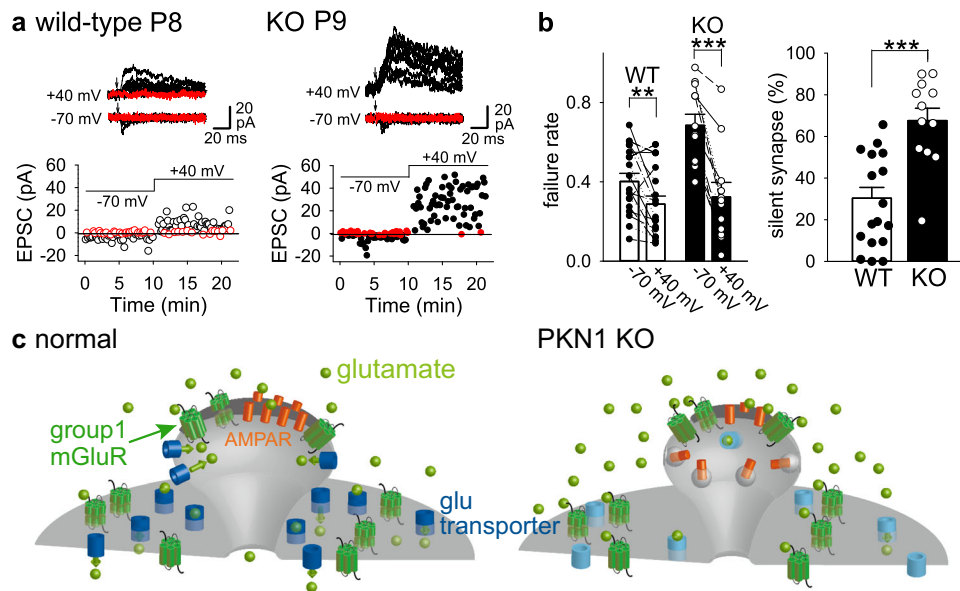 a wild-type P8
KO P9
+40 mV
-70 mV
20
pA
20 ms
+40 mV
-70 mV
20
pA
20 ms
EPSC (pA)
60
40
20
0
-20
+40 mV
-70 mV
0 5 10 15 20
Time (min)
EPSC (pA)
60
40
20
0
-20
+40 mV
-70 mV
0 5 10 15 20
Time (min)
b
failure rate
0.8
0.4
0.0
WT
**
KO
***
-70 mV
+40 mV
-70 mV
+40 mV
silent synapse (%)
100
80
60
40
20
0
***
WT KO
c normal
glutamate
group1
mGluR
AMPAR
glu
transporter
PKN1 KO